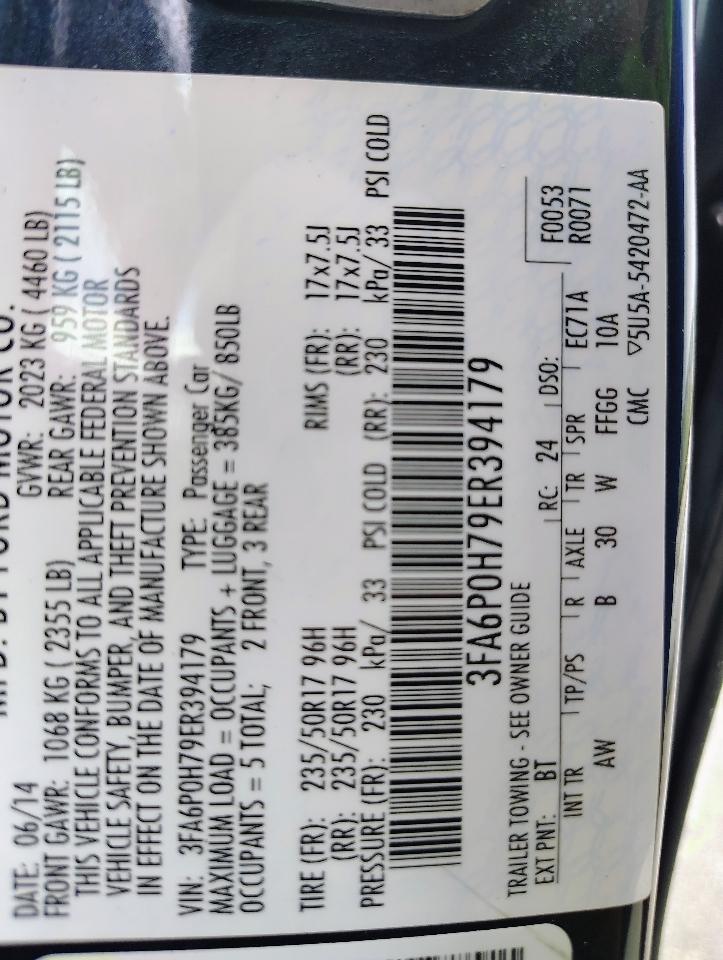 MFD. BY FORD MOTOR CO.
DATE: 06/14 GVWR: 2023 KG ( 4460 LB)
FRONT GAWR: 1068 KG ( 2355 LB) REAR GAWR: 959 KG ( 2115 LB)
THIS VEHICLE CONFORMS TO ALL APPLICABLE FEDERAL MOTOR
VEHICLE SAFETY, BUMPER, AND THEFT PREVENTION STANDARDS
IN EFFECT ON THE DATE OF MANUFACTURE SHOWN ABOVE.
VIN: 3FA6P0H79ER394179 TYPE: Passenger Car
MAXIMUM LOAD = OCCUPANTS + LUGGAGE = 385KG/ 850LB
OCCUPANTS = 5 TOTAL; 2 FRONT, 3 REAR
TIRE (FR): 235/50R17 96H RIMS (FR): 17x7.5J
(RR): 235/50R17 96H (RR): 17x7.5J
PRESSURE (FR): 230 kPa/ 33 PSI COLD (RR): 230 kPa/ 33 PSI COLD
3FA6P0H79ER394179
TRAILER TOWING - SEE OWNER GUIDE
F0053
EXT PNT: BT RC: 24 DSO: R0071
INT TR TP/PS R AXLE TR SPR EC71A
AW B 30 W FFGG 10A
CMC ▽5U5A-5420472-AA